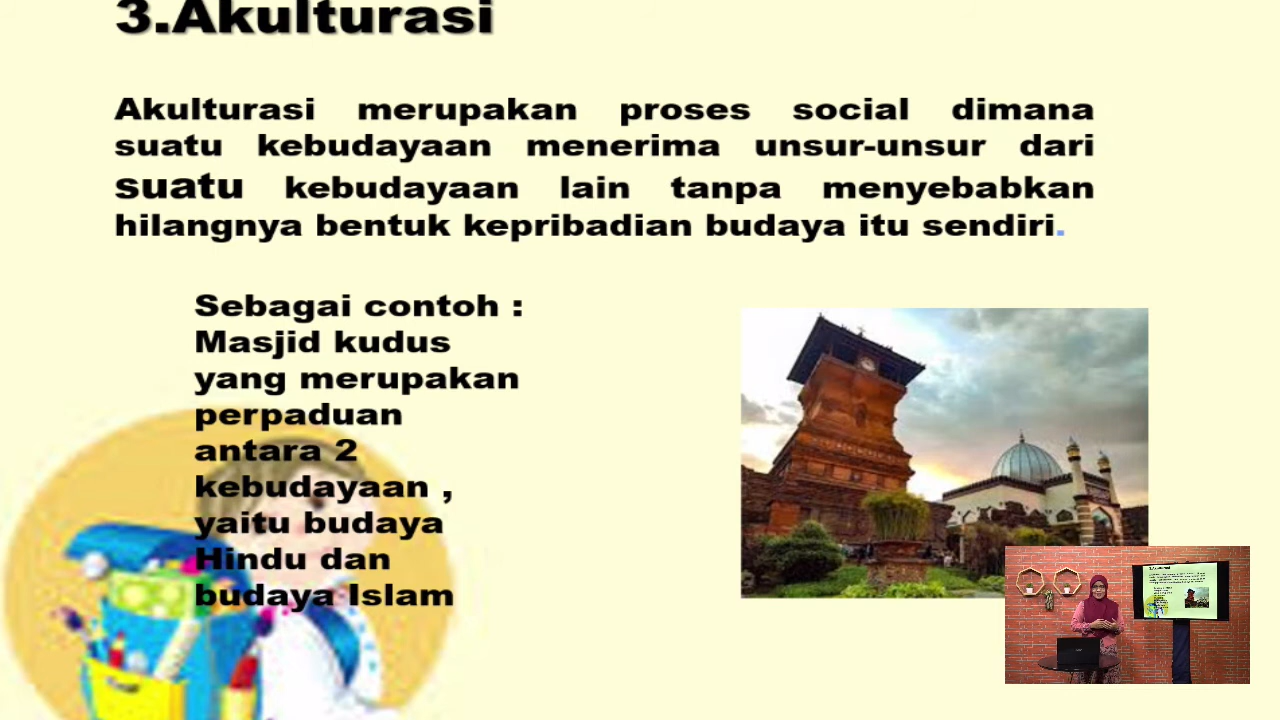 3.Akulturasi
Akulturasi merupakan proses social dimana
suatu kebudayaan menerima unsur-unsur dari
suatu kebudayaan lain tanpa menyebabkan
hilangnya bentuk kepribadian budaya itu sendiri.
Sebagai contoh :
Masjid kudus
yang merupakan
perpaduan
antara 2
kebudayaan ,
yaitu budaya
Hindu dan
budaya Islam